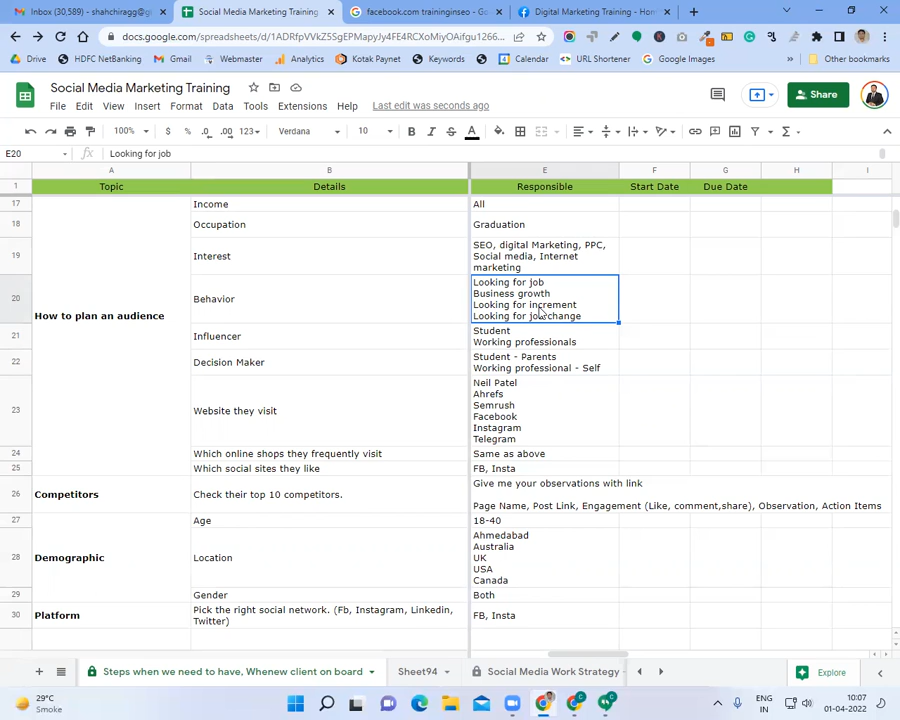 Inbox (30,589) - shahchiragg@gi
Social Media Marketing Training
facebook.com traininginseo - Go
Digital Marketing Training - Hom
docs.google.com/spreadsheets/d/1ADRfpVVkZ5SgEPMapyJy4FE4RCXoMiyOAifgu1266...
Drive
HDFC NetBanking
Gmail
Webmaster
Analytics
Kotak Paynet
Keywords
Calendar
URL Shortener
Google Images
»
Other bookmarks
Social Media Marketing Training
File Edit View Insert Format Data Tools Extensions Help Last edit was seconds ago
Share
100% $ % .0 .00 123 Verdana 10 B I S A
E20 fx Looking for job
A B E F G H I
1 Topic Details Responsible Start Date Due Date
17 Income All
18 Occupation Graduation
19 Interest SEO, digital Marketing, PPC,
Social media, Internet
marketing
20 Behavior Looking for job
Business growth
Looking for increment
Looking for job change
How to plan an audience
21 Influencer Student
Working professionals
22 Decision Maker Student - Parents
Working professional - Self
23 Website they visit Neil Patel
Ahrefs
Semrush
Facebook
Instagram
Telegram
24 Which online shops they frequently visit Same as above
25 Which social sites they like FB, Insta
26 Competitors Check their top 10 competitors. Give me your observations with link
Page Name, Post Link, Engagement (Like, comment,share), Observation, Action Items
27 Age 18-40
28 Demographic Location Ahmedabad
Australia
UK
USA
Canada
29 Gender Both
30 Platform Pick the right social network. (Fb, Instagram, Linkedin,
Twitter) FB, Insta
Steps when we need to have, Whenew client on board
Sheet94
Social Media Work Strategy
Explore
29°C
Smoke
ENG
IN
10:07
01-04-2022